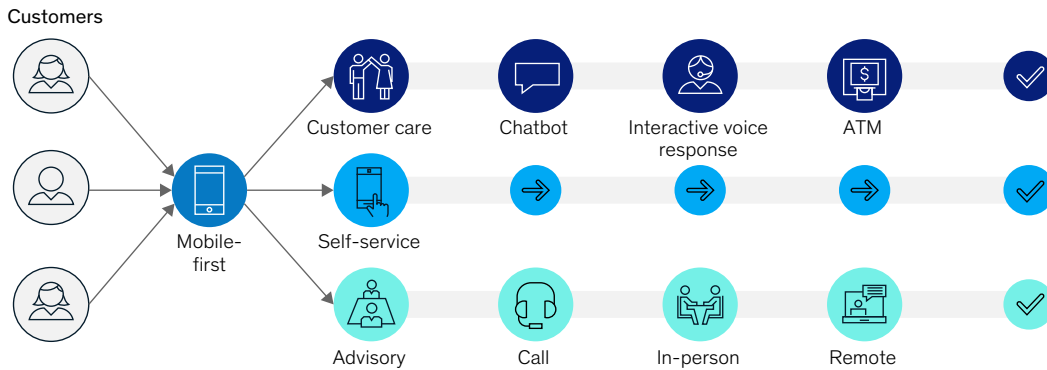 Customers
Customer care
Chatbot
Interactive voice
response
$
ATM
Mobile-
first
Self-service
Advisory
Call
In-person
Remote